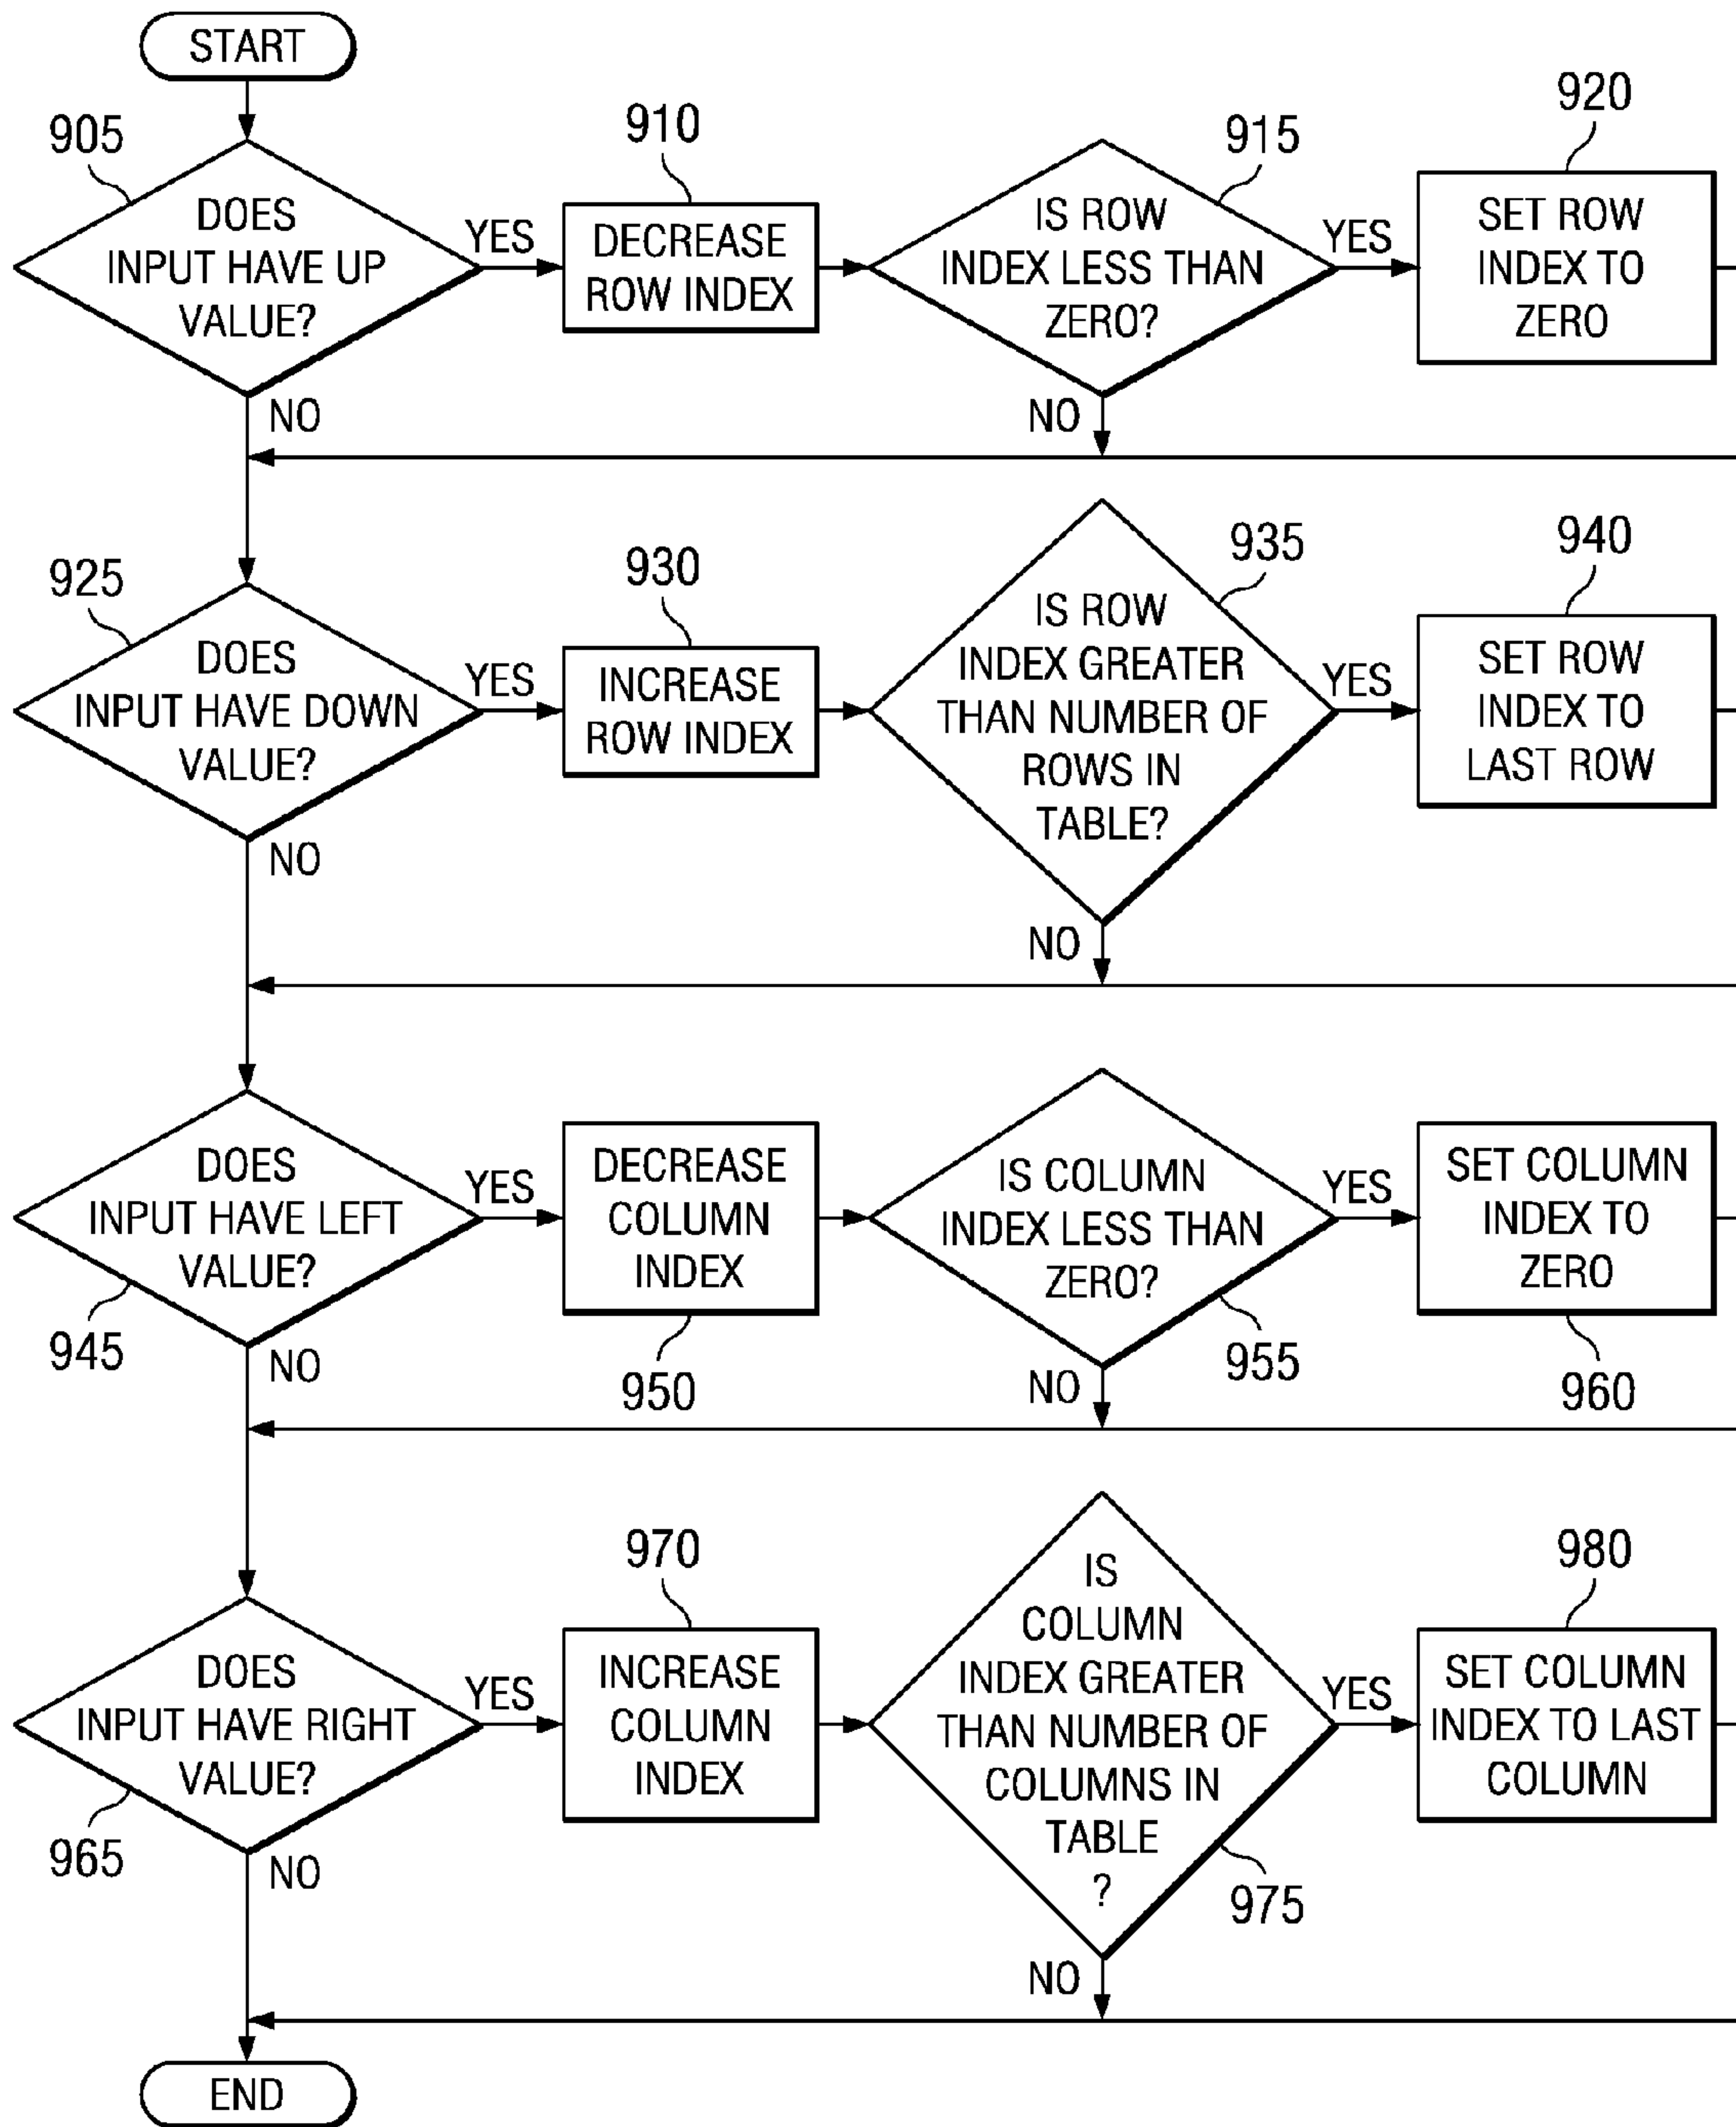 START
905
DOES
INPUT HAVE UP
VALUE?
YES
NO
910
DECREASE
ROW INDEX
915
IS ROW
INDEX LESS THAN
ZERO?
YES
NO
920
SET ROW
INDEX TO
ZERO
925
DOES
INPUT HAVE DOWN
VALUE?
YES
NO
930
INCREASE
ROW INDEX
935
IS ROW
INDEX GREATER
THAN NUMBER OF
ROWS IN
TABLE?
YES
NO
940
SET ROW
INDEX TO
LAST ROW
DOES
INPUT HAVE LEFT
VALUE?
945
YES
NO
DECREASE
COLUMN
INDEX
950
IS COLUMN
INDEX LESS THAN
ZERO?
955
YES
NO
SET COLUMN
INDEX TO
ZERO
960
DOES
INPUT HAVE RIGHT
VALUE?
965
YES
NO
970
INCREASE
COLUMN
INDEX
IS
COLUMN
INDEX GREATER
THAN NUMBER OF
COLUMNS IN
TABLE
?
975
YES
NO
980
SET COLUMN
INDEX TO LAST
COLUMN
END